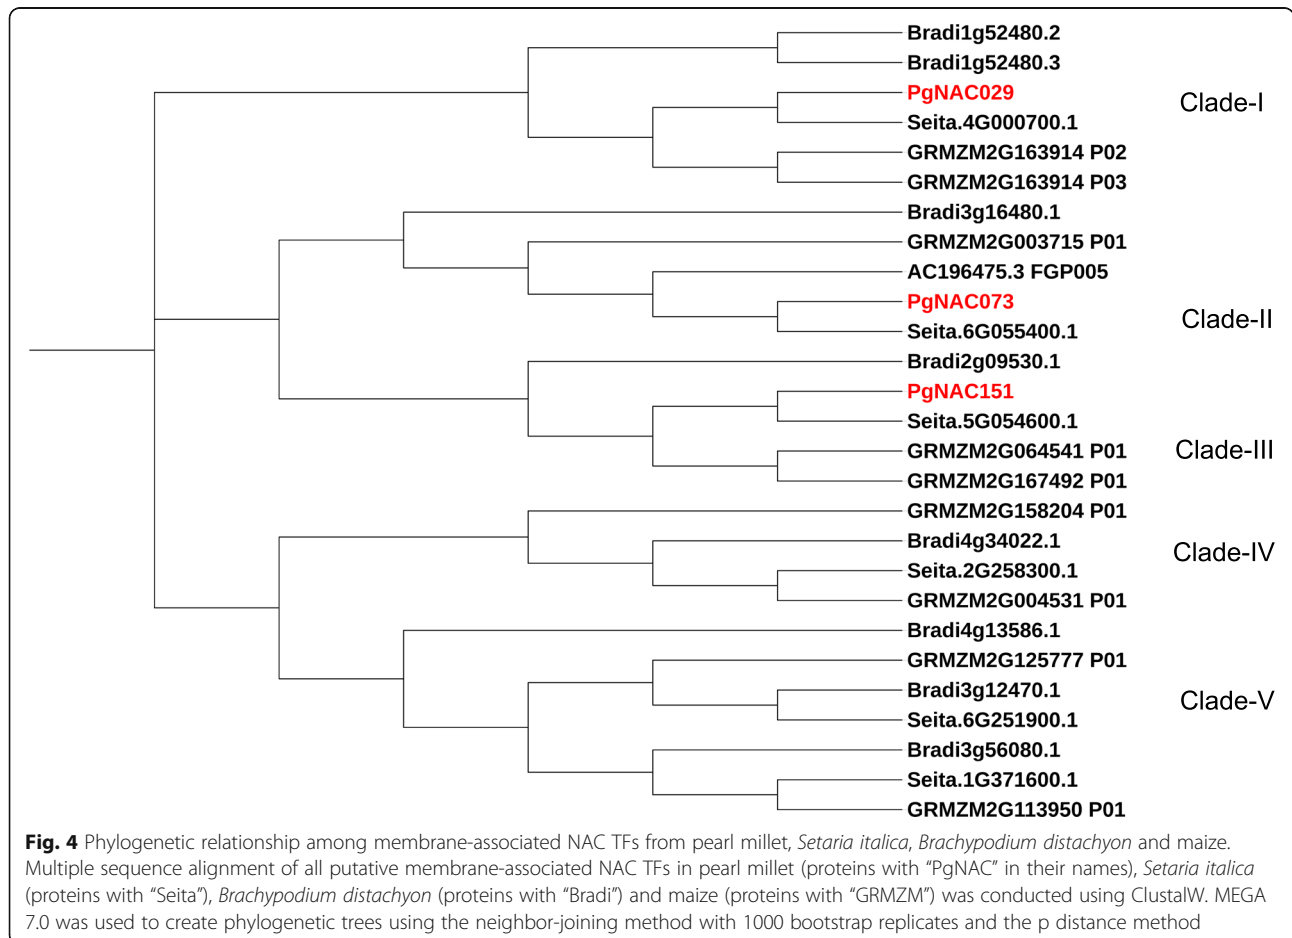 Bradi1g52480.2
Bradi1g52480.3
PgNAC029
Clade-I
Seita.4G000700.1
GRMZM2G163914 P02
GRMZM2G163914 P03
Bradi3g16480.1
GRMZM2G003715 P01
AC196475.3 FGP005
PgNAC073
Clade-II
Seita.6G055400.1
Bradi2g09530.1
PgNAC151
Seita.5G054600.1
GRMZM2G064541 P01
Clade-III
GRMZM2G167492 P01
GRMZM2G158204 P01
Bradi4g34022.1
Clade-IV
Seita.2G258300.1
GRMZM2G004531 P01
Bradi4g13586.1
GRMZM2G125777 P01
Bradi3g12470.1
Clade-V
Seita.6G251900.1
Bradi3g56080.1
Seita.1G371600.1
GRMZM2G113950 P01
Fig. 4 Phylogenetic relationship among membrane-associated NAC TFs from pearl millet, Setaria italica, Brachypodium distachyon and maize.
Multiple sequence alignment of all putative membrane-associated NAC TFs in pearl millet (proteins with “PgNAC” in their names), Setaria italica
(proteins with “Seita”), Brachypodium distachyon (proteins with “Bradi”) and maize (proteins with “GRMZM”) was conducted using ClustalW. MEGA
7.0 was used to create phylogenetic trees using the neighbor-joining method with 1000 bootstrap replicates and the p distance method